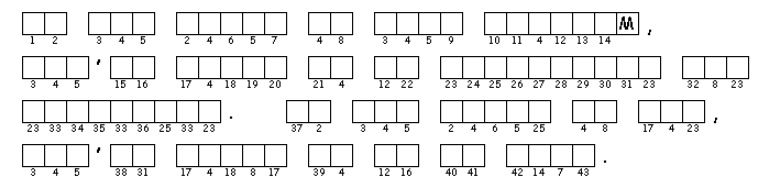 1 2 3 4 5 2 4 6 5 7 4 8 3 4 5 9 10 11 4 12 13 14 M ,
3 4 5 ' 15 16 17 4 18 19 20 21 4 12 22 23 24 25 26 27 28 29 30 31 23 32 8 23
23 33 34 35 33 36 25 33 23 . 37 2 3 4 5 2 4 6 5 25 4 8 17 4 23 ,
3 4 5 ' 38 31 17 4 18 8 17 39 4 12 16 40 41 42 14 7 43 .